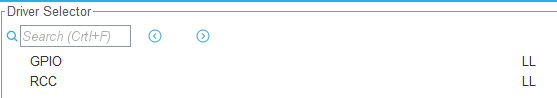 Driver Selector
Search (Crtl+F)
GPIO LL
RCC LL